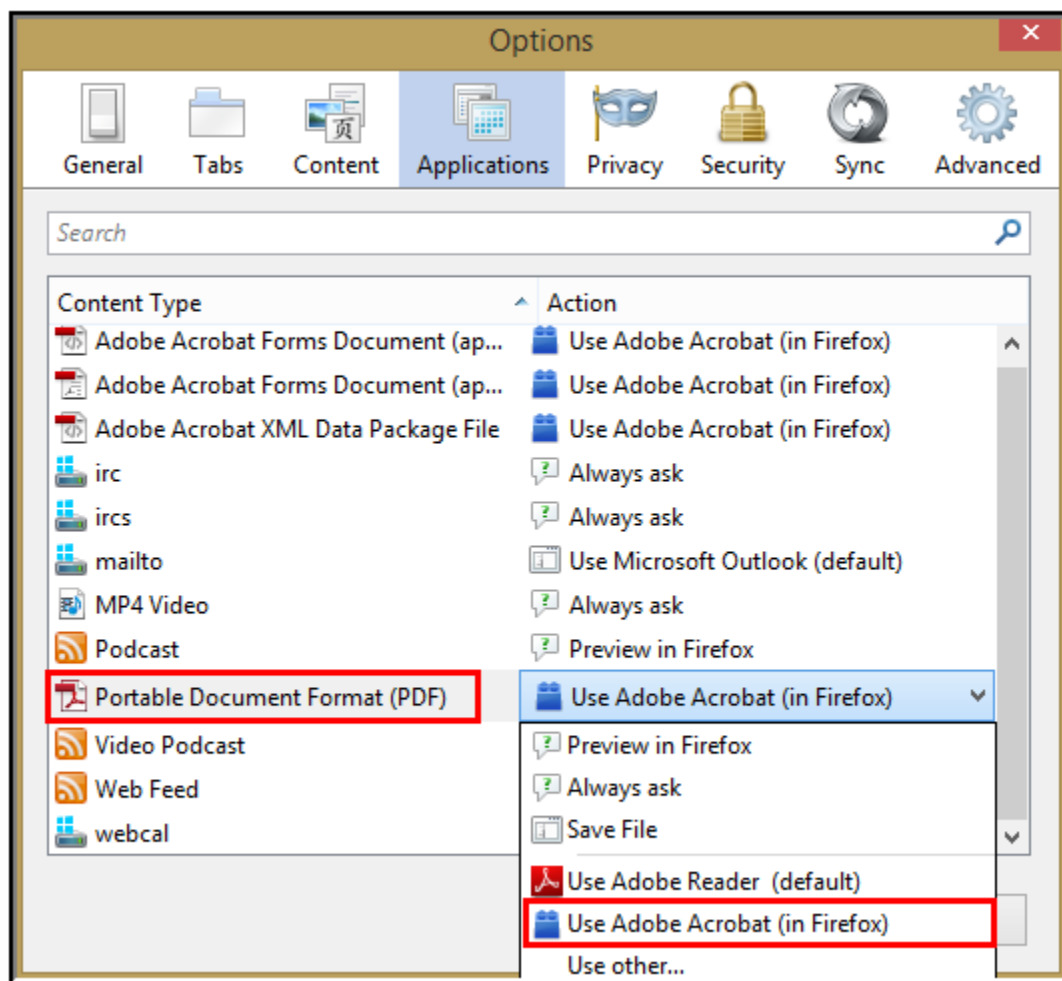 Options
General Tabs Content Applications Privacy Security Sync Advanced
页
Search
Content Type Action
Adobe Acrobat Forms Document (ap... Use Adobe Acrobat (in Firefox)
Adobe Acrobat Forms Document (ap... Use Adobe Acrobat (in Firefox)
Adobe Acrobat XML Data Package File Use Adobe Acrobat (in Firefox)
irc Always ask
ircs Always ask
mailto Use Microsoft Outlook (default)
MP4 Video Always ask
Podcast Preview in Firefox
Portable Document Format (PDF) Use Adobe Acrobat (in Firefox)
Video Podcast Preview in Firefox
Web Feed Always ask
webcal Save File
Use Adobe Reader (default)
Use Adobe Acrobat (in Firefox)
Use other...